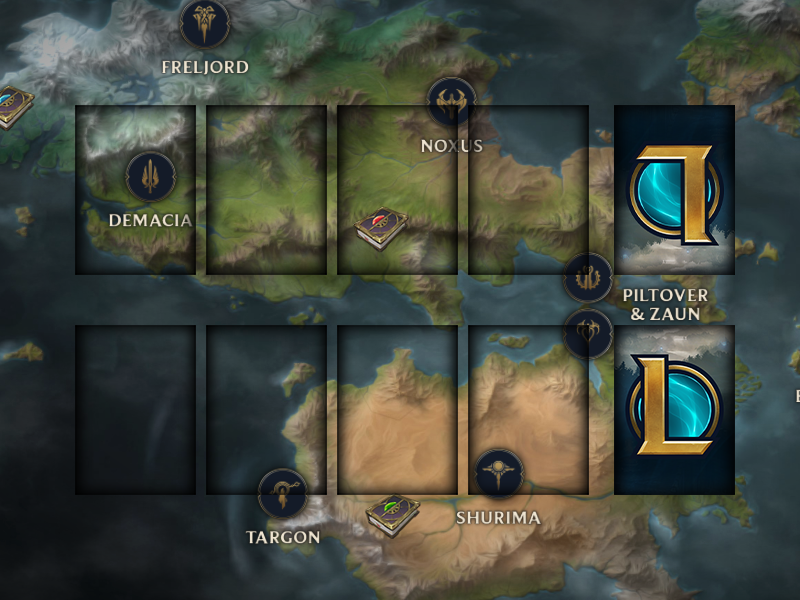 FRELJORD
NOXUS
DEMACIA
PILTOVER
& ZAUN
SHURIMA
TARGON